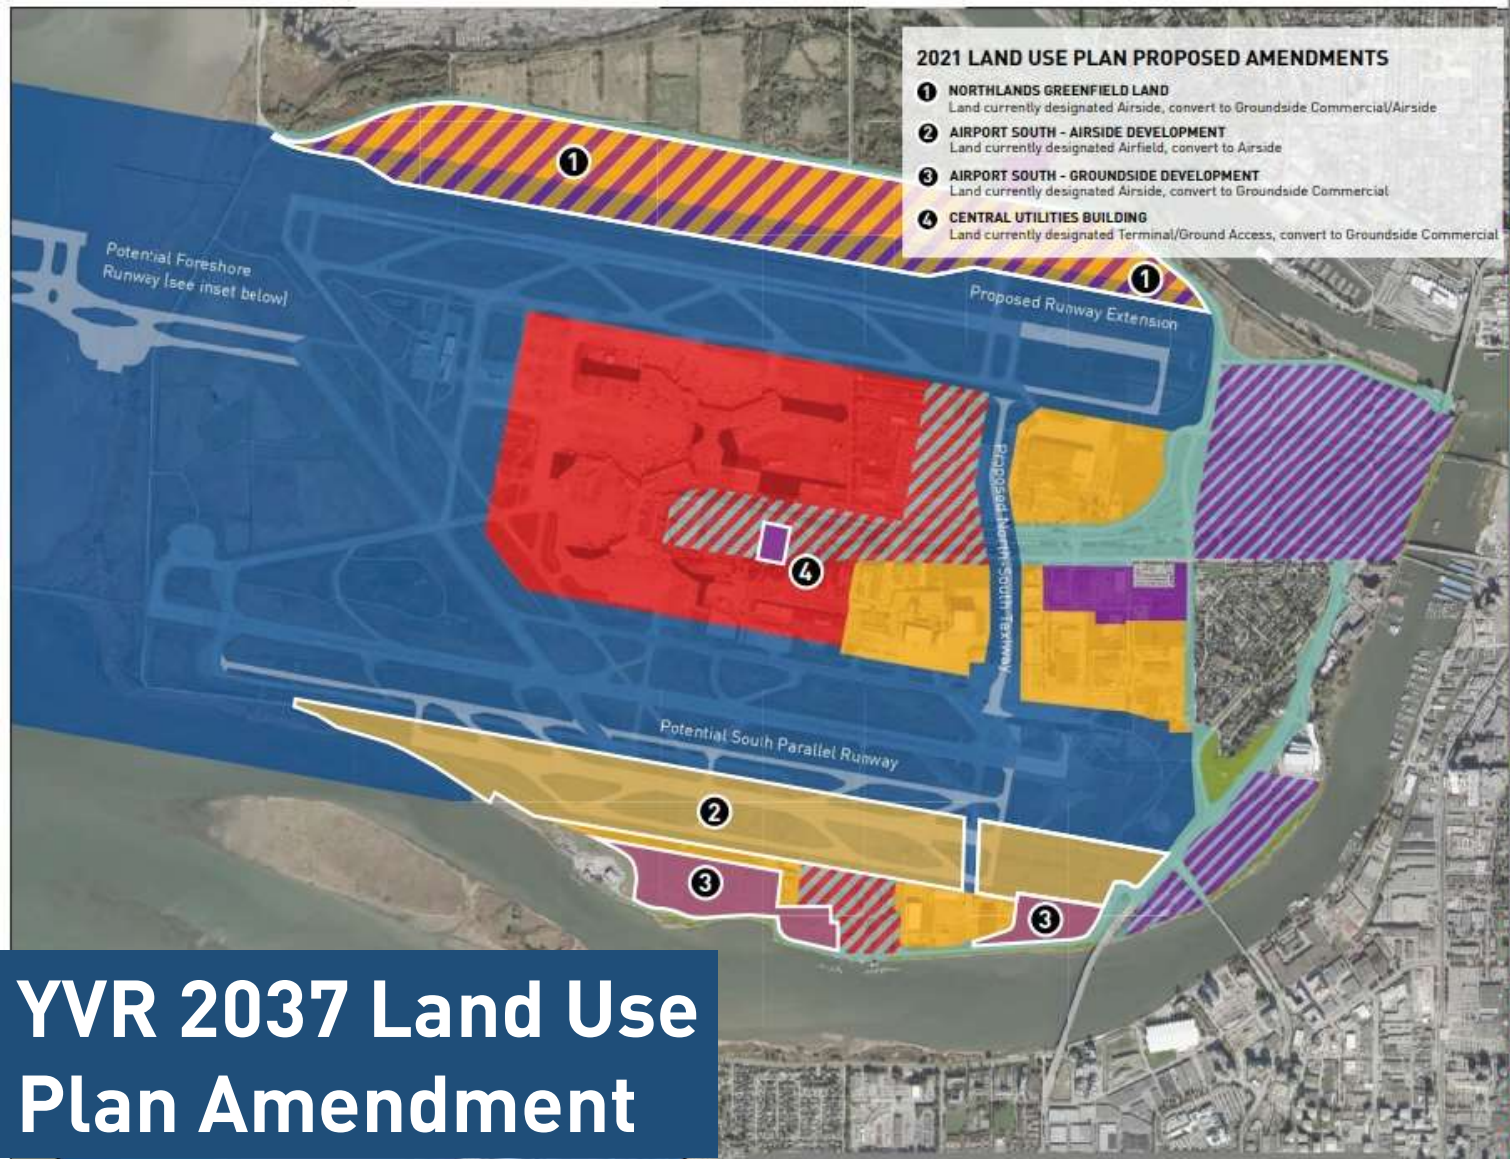 2021 LAND USE PLAN PROPOSED AMENDMENTS
1 NORTHLANDS GREENFIELD LAND
Land currently designated Airside, convert to Groundside Commercial/Airside
2 AIRPORT SOUTH - AIRSIDE DEVELOPMENT
Land currently designated Airfield, convert to Airside
3 AIRPORT SOUTH - GROUNDSIDE DEVELOPMENT
Land currently designated Airside, convert to Groundside Commercial
4 CENTRAL UTILITIES BUILDING
Land currently designated Terminal/Ground Access, convert to Groundside Commercial
1
Potential Foreshore
Runway (see inset below)
1
Proposed Runway Extension
Proposed North-South Taxiway
4
Potential South Parallel Runway
2
3
3
YVR 2037 Land Use
Plan Amendment